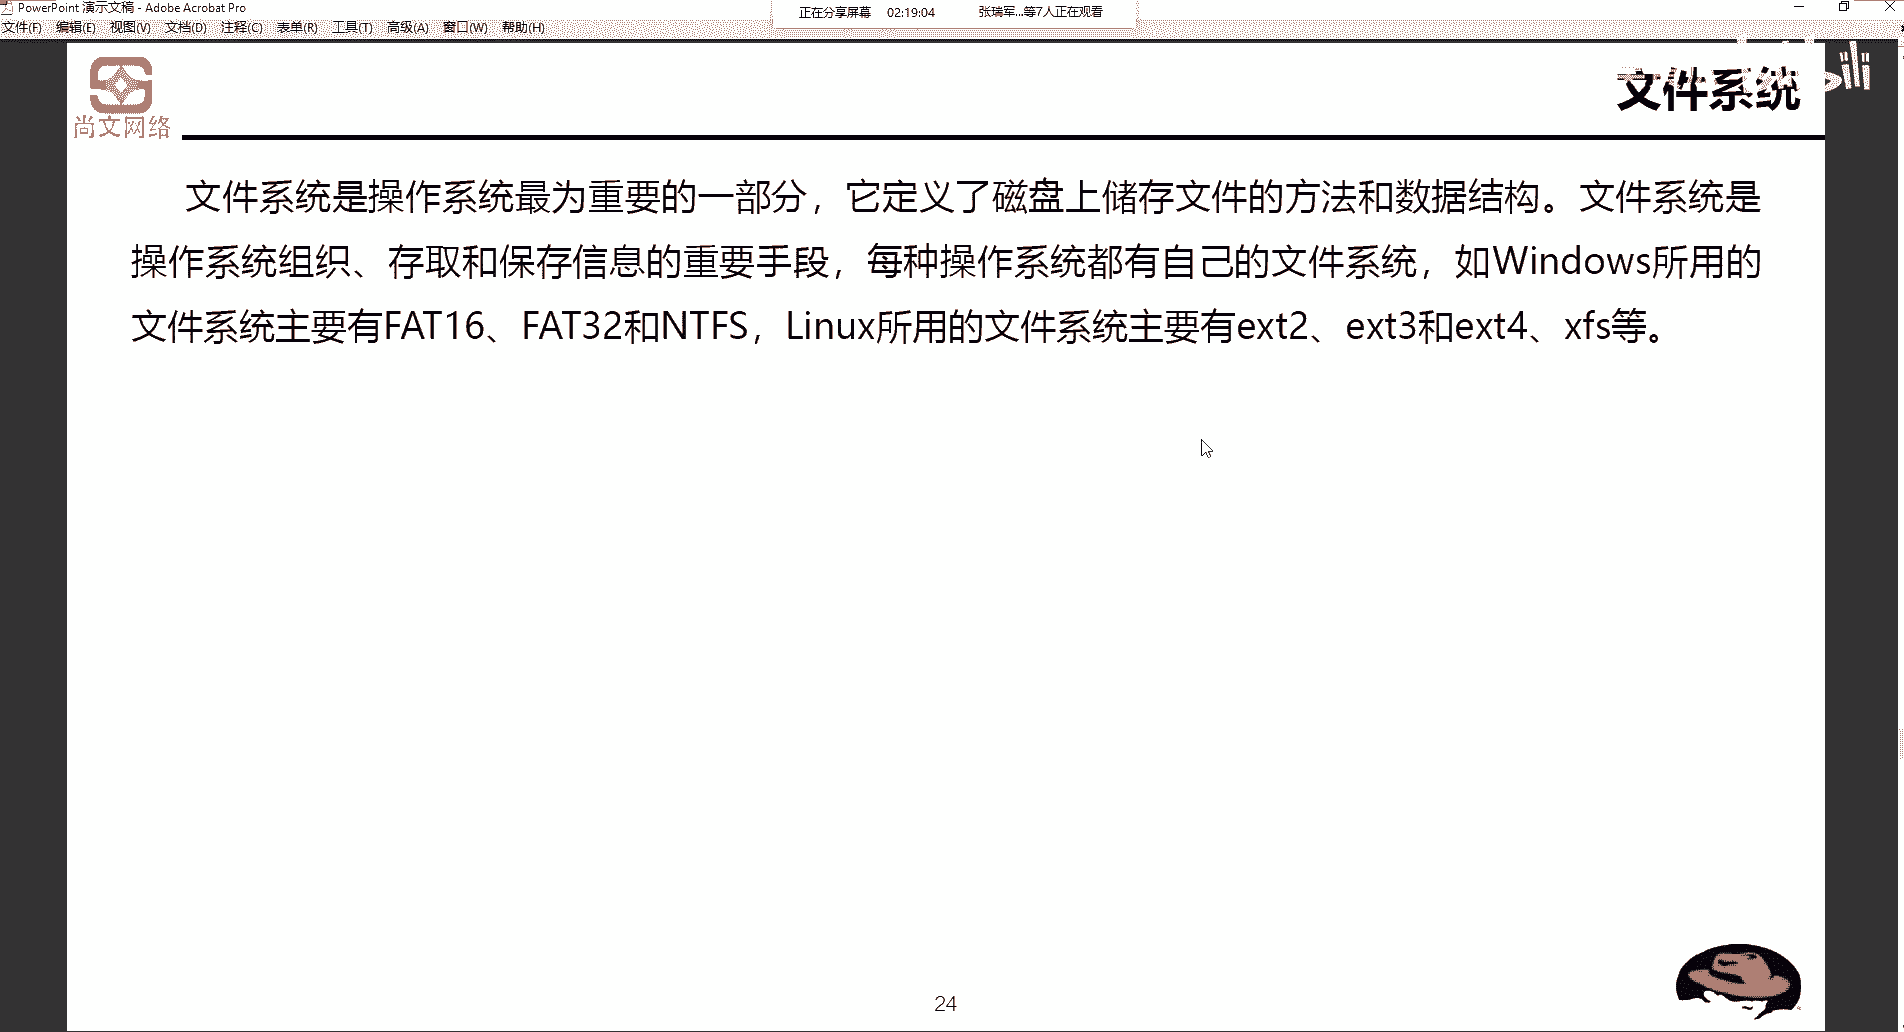 PowerPoint 演示文稿 - Adobe Acrobat Pro
正在分享屏幕 02:19:04 张瑞军...等7人正在观看
文件(F) 编辑(E) 视图(V) 文档(D) 注释(C) 表单(R) 工具(T) 高级(A) 窗口(W) 帮助(H)
文件系统
尚文网络
文件系统是操作系统最为重要的一部分，它定义了磁盘上储存文件的方法和数据结构。文件系统是
操作系统组织、存取和保存信息的重要手段，每种操作系统都有自己的文件系统，如Windows所用的
文件系统主要有FAT16、FAT32和NTFS，Linux所用的文件系统主要有ext2、ext3和ext4、xfs等。
24